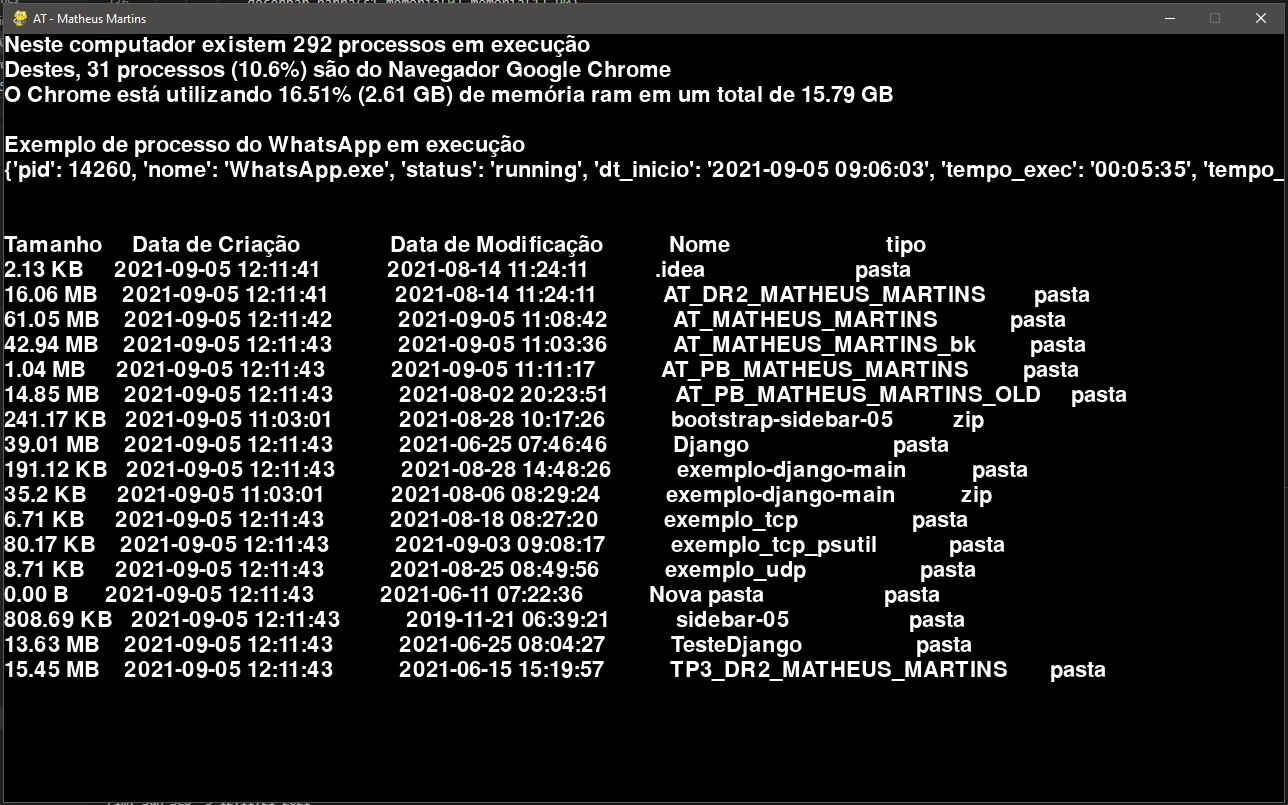 AT - Matheus Martins
Neste computador existem 292 processos em execução
Destes, 31 processos (10.6%) são do Navegador Google Chrome
O Chrome está utilizando 16.51% (2.61 GB) de memória ram em um total de 15.79 GB
Exemplo de processo do WhatsApp em execução
{'pid': 14260, 'nome': 'WhatsApp.exe', 'status': 'running', 'dt_inicio': '2021-09-05 09:06:03', 'tempo_exec': '00:05:35', 'tempo_
Tamanho Data de Criação Data de Modificação Nome tipo
2.13 KB 2021-09-05 12:11:41 2021-08-14 11:24:11 .idea pasta
16.06 MB 2021-09-05 12:11:41 2021-08-14 11:24:11 AT_DR2_MATHEUS_MARTINS pasta
61.05 MB 2021-09-05 12:11:42 2021-09-05 11:08:42 AT_MATHEUS_MARTINS pasta
42.94 MB 2021-09-05 12:11:43 2021-09-05 11:03:36 AT_MATHEUS_MARTINS_bk pasta
1.04 MB 2021-09-05 12:11:43 2021-09-05 11:11:17 AT_PB_MATHEUS_MARTINS pasta
14.85 MB 2021-09-05 12:11:43 2021-08-02 20:23:51 AT_PB_MATHEUS_MARTINS_OLD pasta
241.17 KB 2021-09-05 11:03:01 2021-08-28 10:17:26 bootstrap-sidebar-05 zip
39.01 MB 2021-09-05 12:11:43 2021-06-25 07:46:46 Django pasta
191.12 KB 2021-09-05 12:11:43 2021-08-28 14:48:26 exemplo-django-main pasta
35.2 KB 2021-09-05 11:03:01 2021-08-06 08:29:24 exemplo-django-main zip
6.71 KB 2021-09-05 12:11:43 2021-08-18 08:27:20 exemplo_tcp pasta
80.17 KB 2021-09-05 12:11:43 2021-09-03 09:08:17 exemplo_tcp_psutil pasta
8.71 KB 2021-09-05 12:11:43 2021-08-25 08:49:56 exemplo_udp pasta
0.00 B 2021-09-05 12:11:43 2021-06-11 07:22:36 Nova pasta pasta
808.69 KB 2021-09-05 12:11:43 2019-11-21 06:39:21 sidebar-05 pasta
13.63 MB 2021-09-05 12:11:43 2021-06-25 08:04:27 TesteDjango pasta
15.45 MB 2021-09-05 12:11:43 2021-06-15 15:19:57 TP3_DR2_MATHEUS_MARTINS pasta